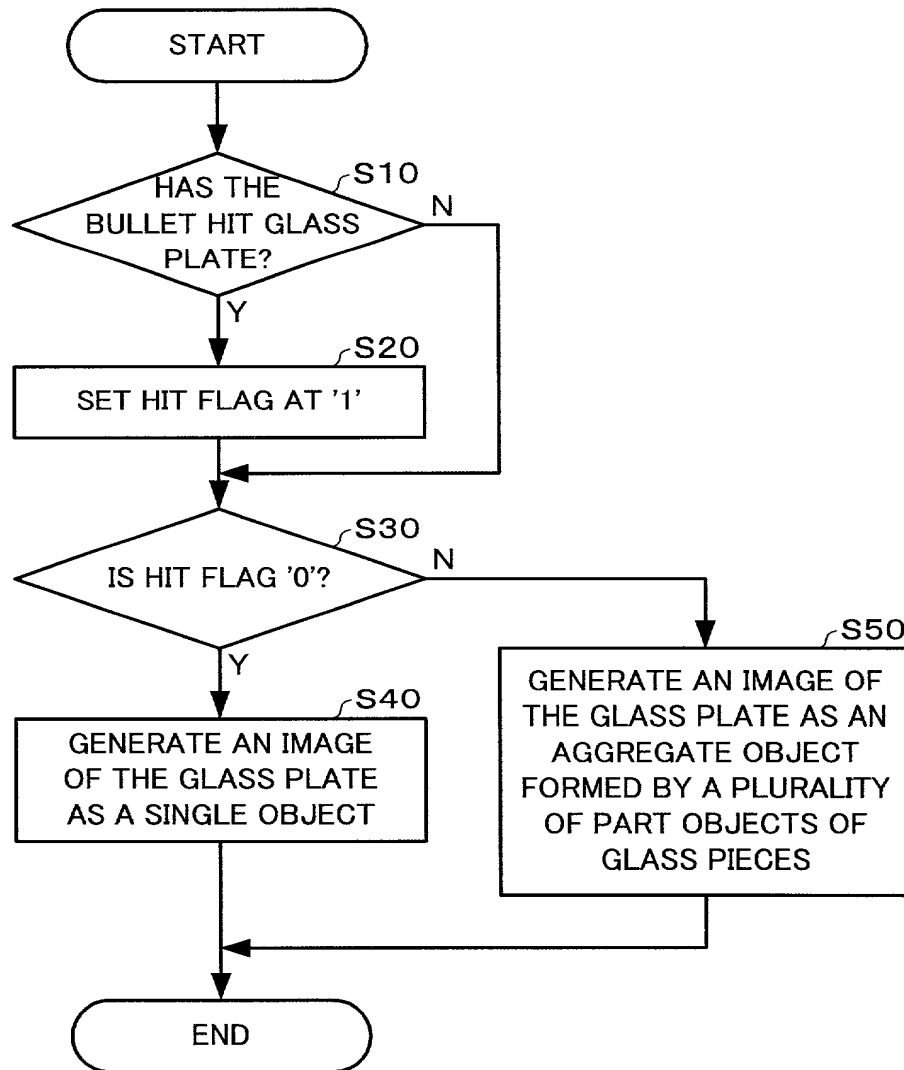 START
S10
HAS THE
BULLET HIT GLASS
PLATE?
N
Y
S20
SET HIT FLAG AT '1'
S30
IS HIT FLAG '0'?
N
Y
S40
GENERATE AN IMAGE
OF THE GLASS PLATE
AS A SINGLE OBJECT
S50
GENERATE AN IMAGE OF
THE GLASS PLATE AS AN
AGGREGATE OBJECT
FORMED BY A PLURALITY
OF PART OBJECTS OF
GLASS PIECES
END